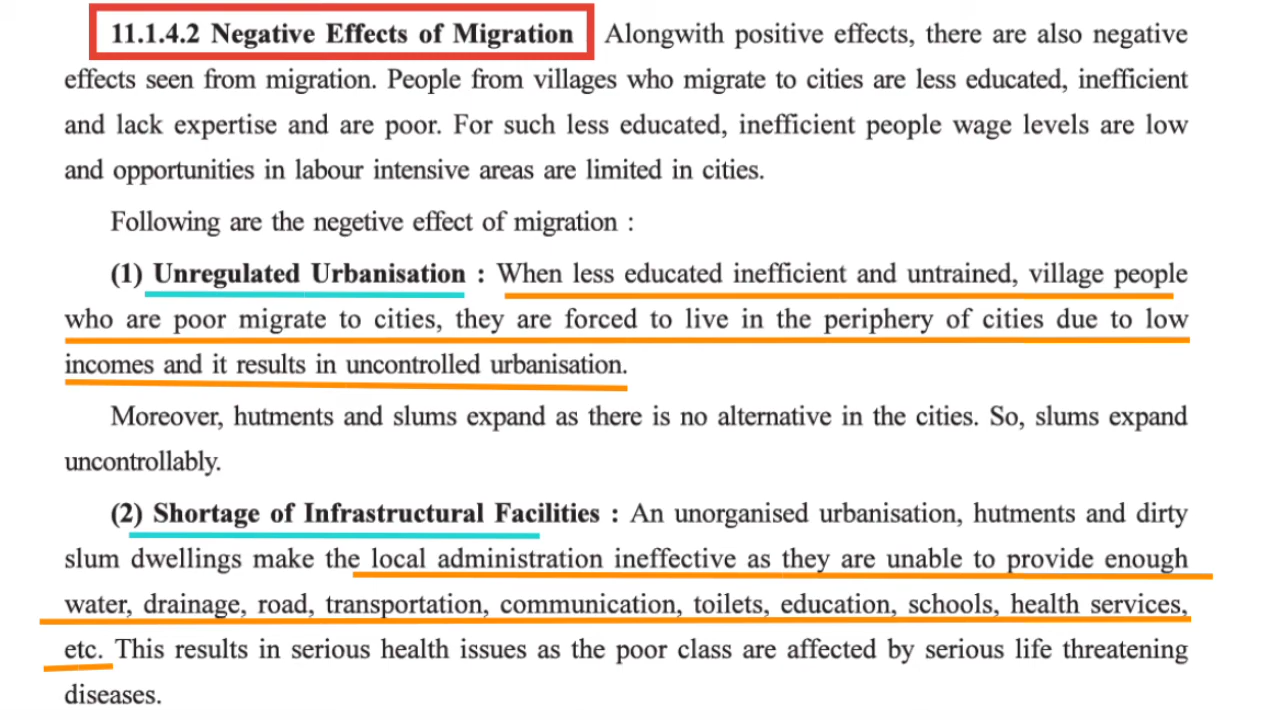 11.1.4.2 Negative Effects of Migration Alongwith positive effects, there are also negative
effects seen from migration. People from villages who migrate to cities are less educated, inefficient
and lack expertise and are poor. For such less educated, inefficient people wage levels are low
and opportunities in labour intensive areas are limited in cities.
Following are the negetive effect of migration :
(1) Unregulated Urbanisation : When less educated inefficient and untrained, village people
who are poor migrate to cities, they are forced to live in the periphery of cities due to low
incomes and it results in uncontrolled urbanisation.
Moreover, hutments and slums expand as there is no alternative in the cities. So, slums expand
uncontrollably.
(2) Shortage of Infrastructural Facilities : An unorganised urbanisation, hutments and dirty
slum dwellings make the local administration ineffective as they are unable to provide enough
water, drainage, road, transportation, communication, toilets, education, schools, health services,
etc. This results in serious health issues as the poor class are affected by serious life threatening
diseases.